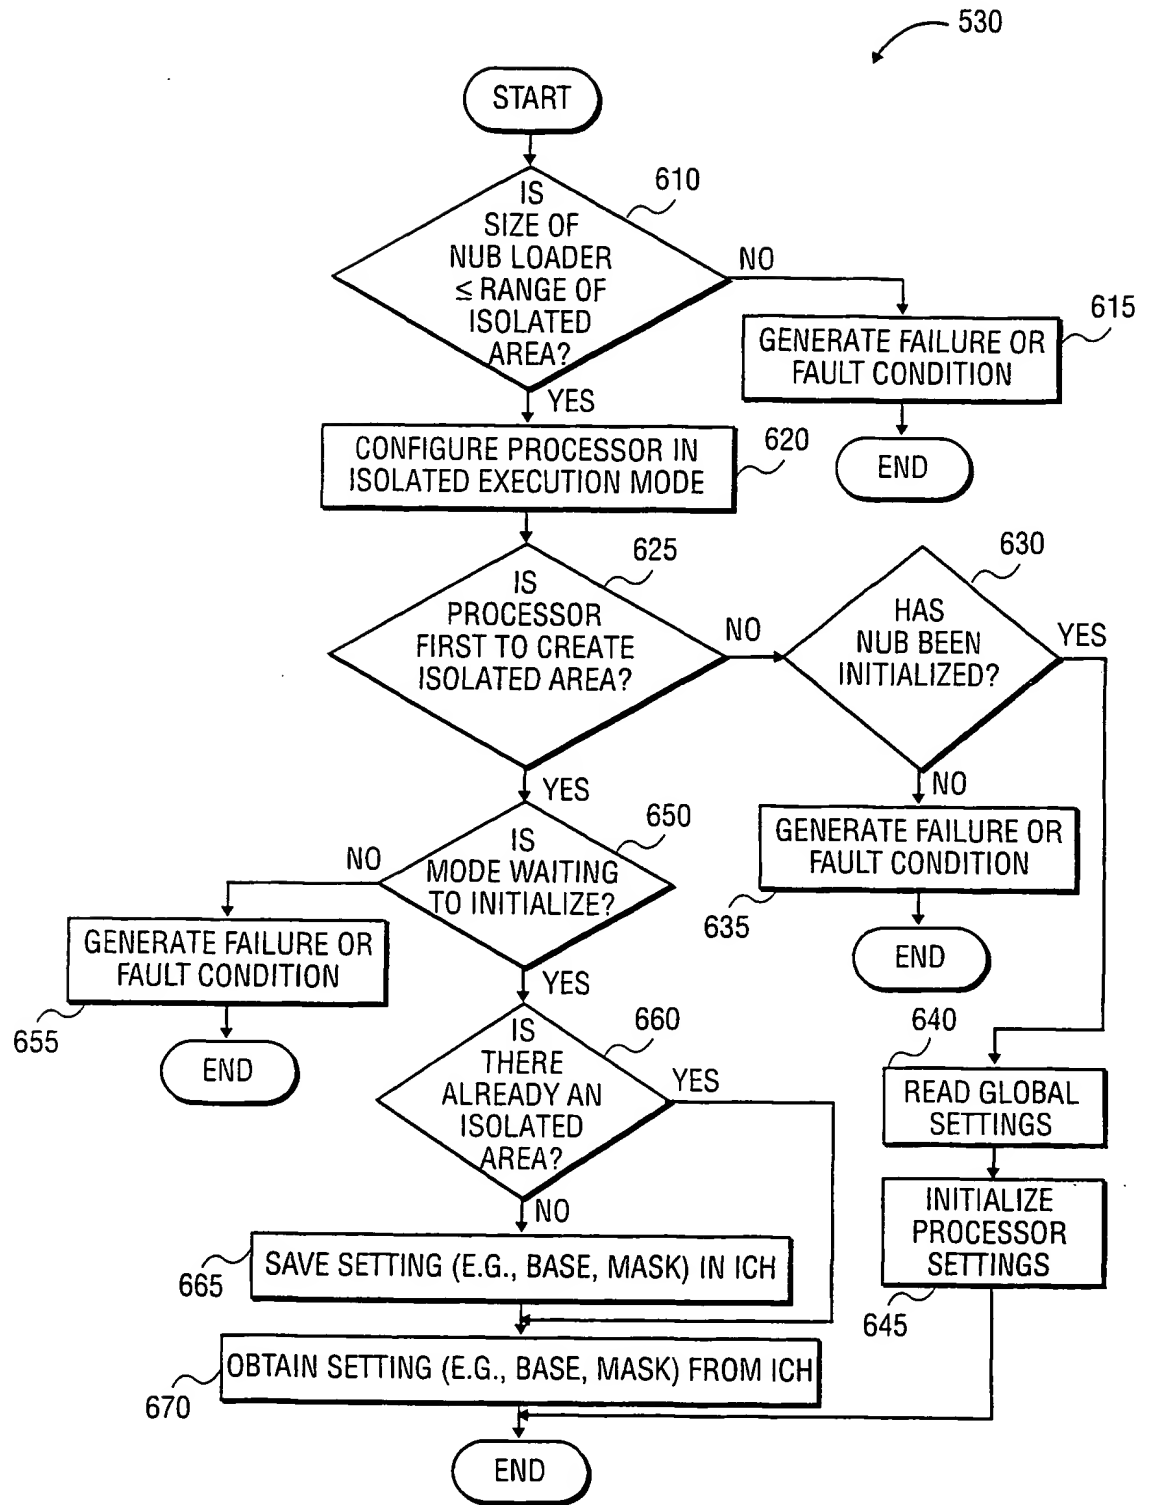 530
START
610
IS
SIZE OF
NUB LOADER
≤ RANGE OF
ISOLATED
AREA?
NO
615
GENERATE FAILURE OR
FAULT CONDITION
END
YES
620
CONFIGURE PROCESSOR IN
ISOLATED EXECUTION MODE
625
IS
PROCESSOR
FIRST TO CREATE
ISOLATED AREA?
NO
630
HAS
NUB BEEN
INITIALIZED?
YES
NO
GENERATE FAILURE OR
FAULT CONDITION
635
END
YES
650
IS
MODE WAITING
TO INITIALIZE?
NO
GENERATE FAILURE OR
FAULT CONDITION
655
END
YES
660
IS
THERE
ALREADY AN
ISOLATED
AREA?
YES
640
READ GLOBAL
SETTINGS
INITIALIZE
PROCESSOR
SETTINGS
645
NO
SAVE SETTING (E.G., BASE, MASK) IN ICH
665
OBTAIN SETTING (E.G., BASE, MASK) FROM ICH
670
END